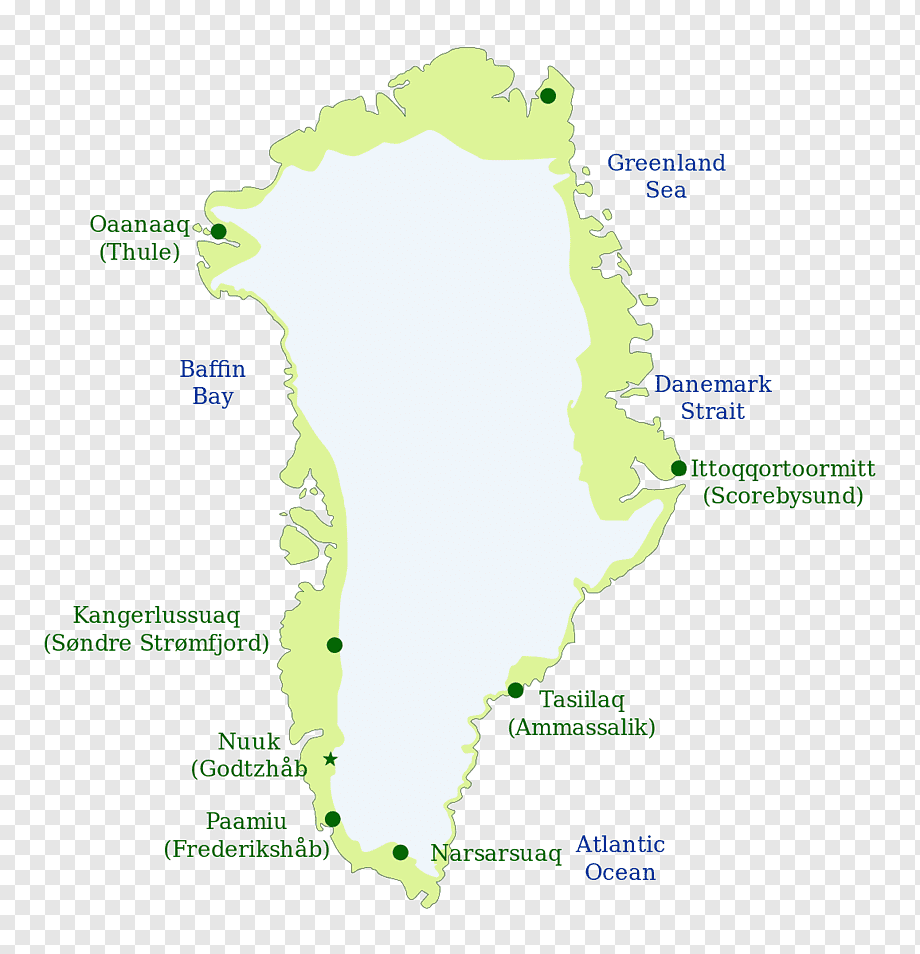 Greenland
Sea
Oaanaaq
(Thule)
Baffin
Bay
Danemark
Strait
Ittoqqortoormitt
(Scorebysund)
Kangerlussuaq
(Søndre Strømfjord)
Tasiilaq
(Ammassalik)
Nuuk
(Godtzhåb
Paamiu
(Frederikshåb)
Narsarsuaq
Atlantic
Ocean